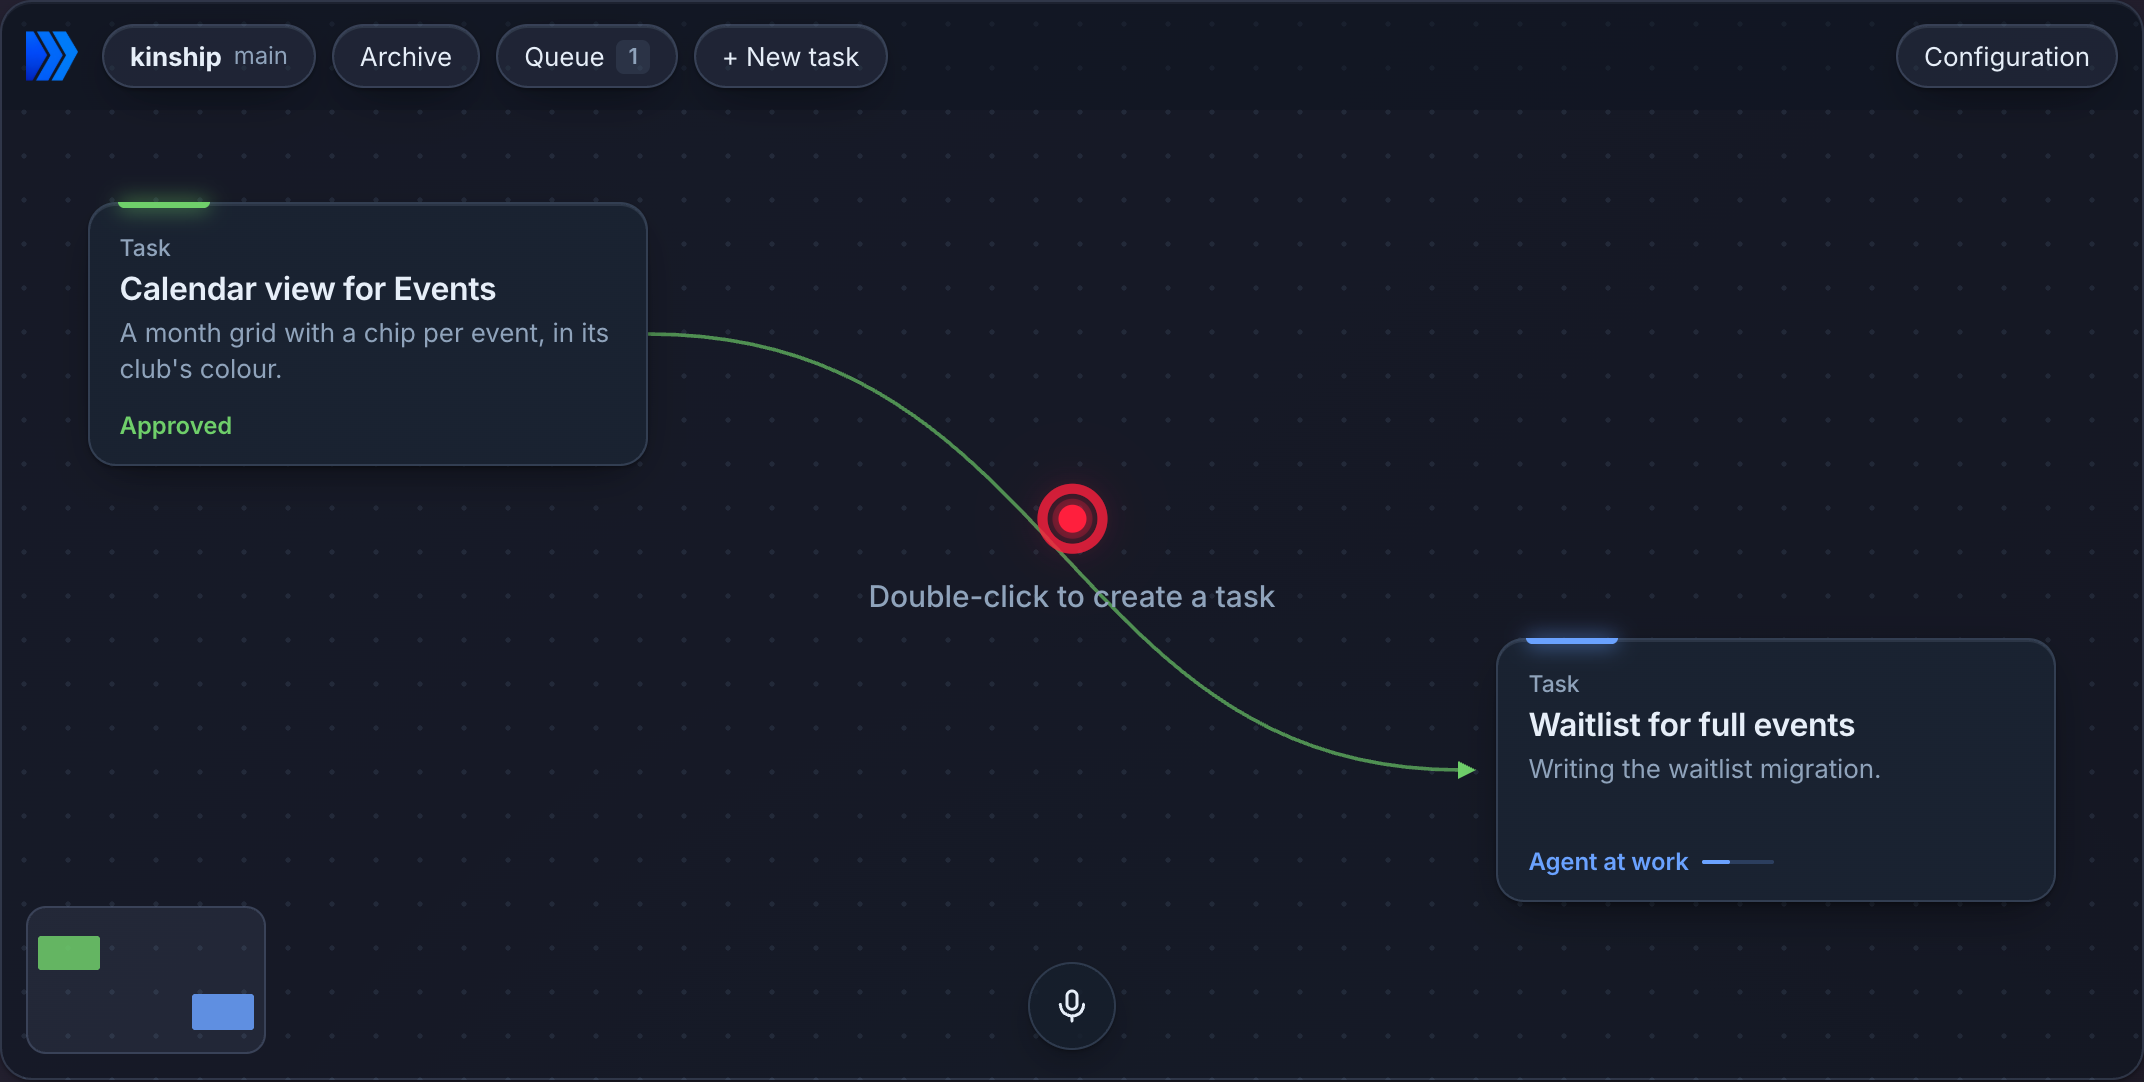 kinship main
Archive
Queue 1
+ New task
Configuration
Task
Calendar view for Events
A month grid with a chip per event, in its
club's colour.
Approved
Double-click to create a task
Task
Waitlist for full events
Writing the waitlist migration.
Agent at work